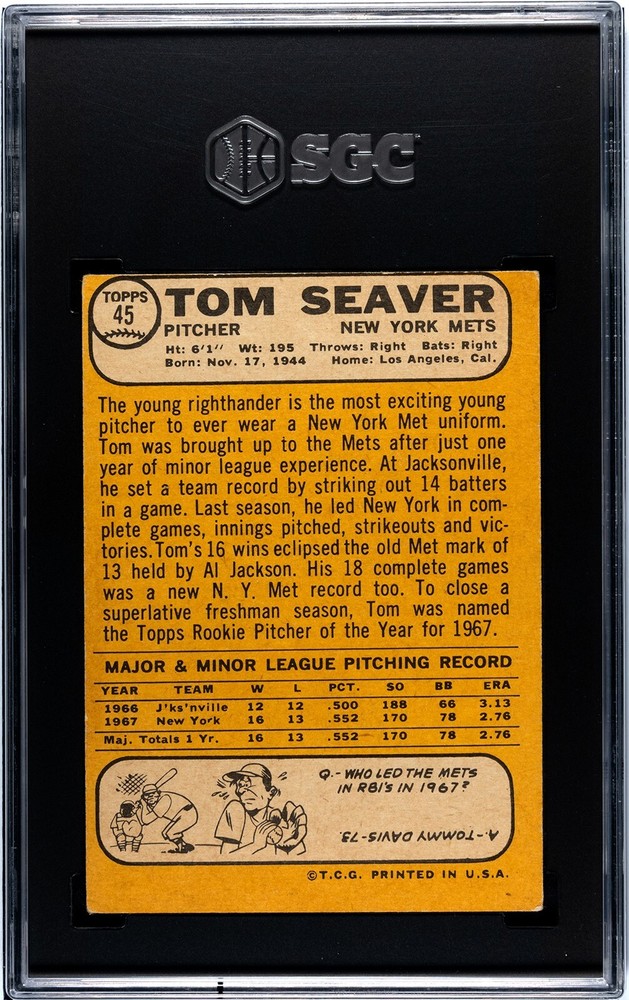 SGC
TOPPS
45
TOM SEAVER
PITCHER NEW YORK METS
Ht: 6'1" Wt: 195 Throws: Right Bats: Right
Born: Nov. 17, 1944 Home: Los Angeles, Cal.
The young righthander is the most exciting young
pitcher to ever wear a New York Met uniform.
Tom was brought up to the Mets after just one
year of minor league experience. At Jacksonville,
he set a team record by striking out 14 batters
in a game. Last season, he led New York in com-
plete games, innings pitched, strikeouts and vic-
tories. Tom's 16 wins eclipsed the old Met mark of
13 held by Al Jackson. His 18 complete games
was a new N. Y. Met record too. To close a
superlative freshman season, Tom was named
the Topps Rookie Pitcher of the Year for 1967.
MAJOR & MINOR LEAGUE PITCHING RECORD
YEAR TEAM W L PCT. SO BB ERA
1966 J'ks'nville 12 12 .500 188 66 3.13
1967 New York 16 13 .552 170 78 2.76
Maj. Totals 1 Yr. 16 13 .552 170 78 2.76
Q.- WHO LED THE METS
IN RBI'S IN 1967?
A.-TOMMY DAVIS-73.
©T.C.G. PRINTED IN U.S.A.